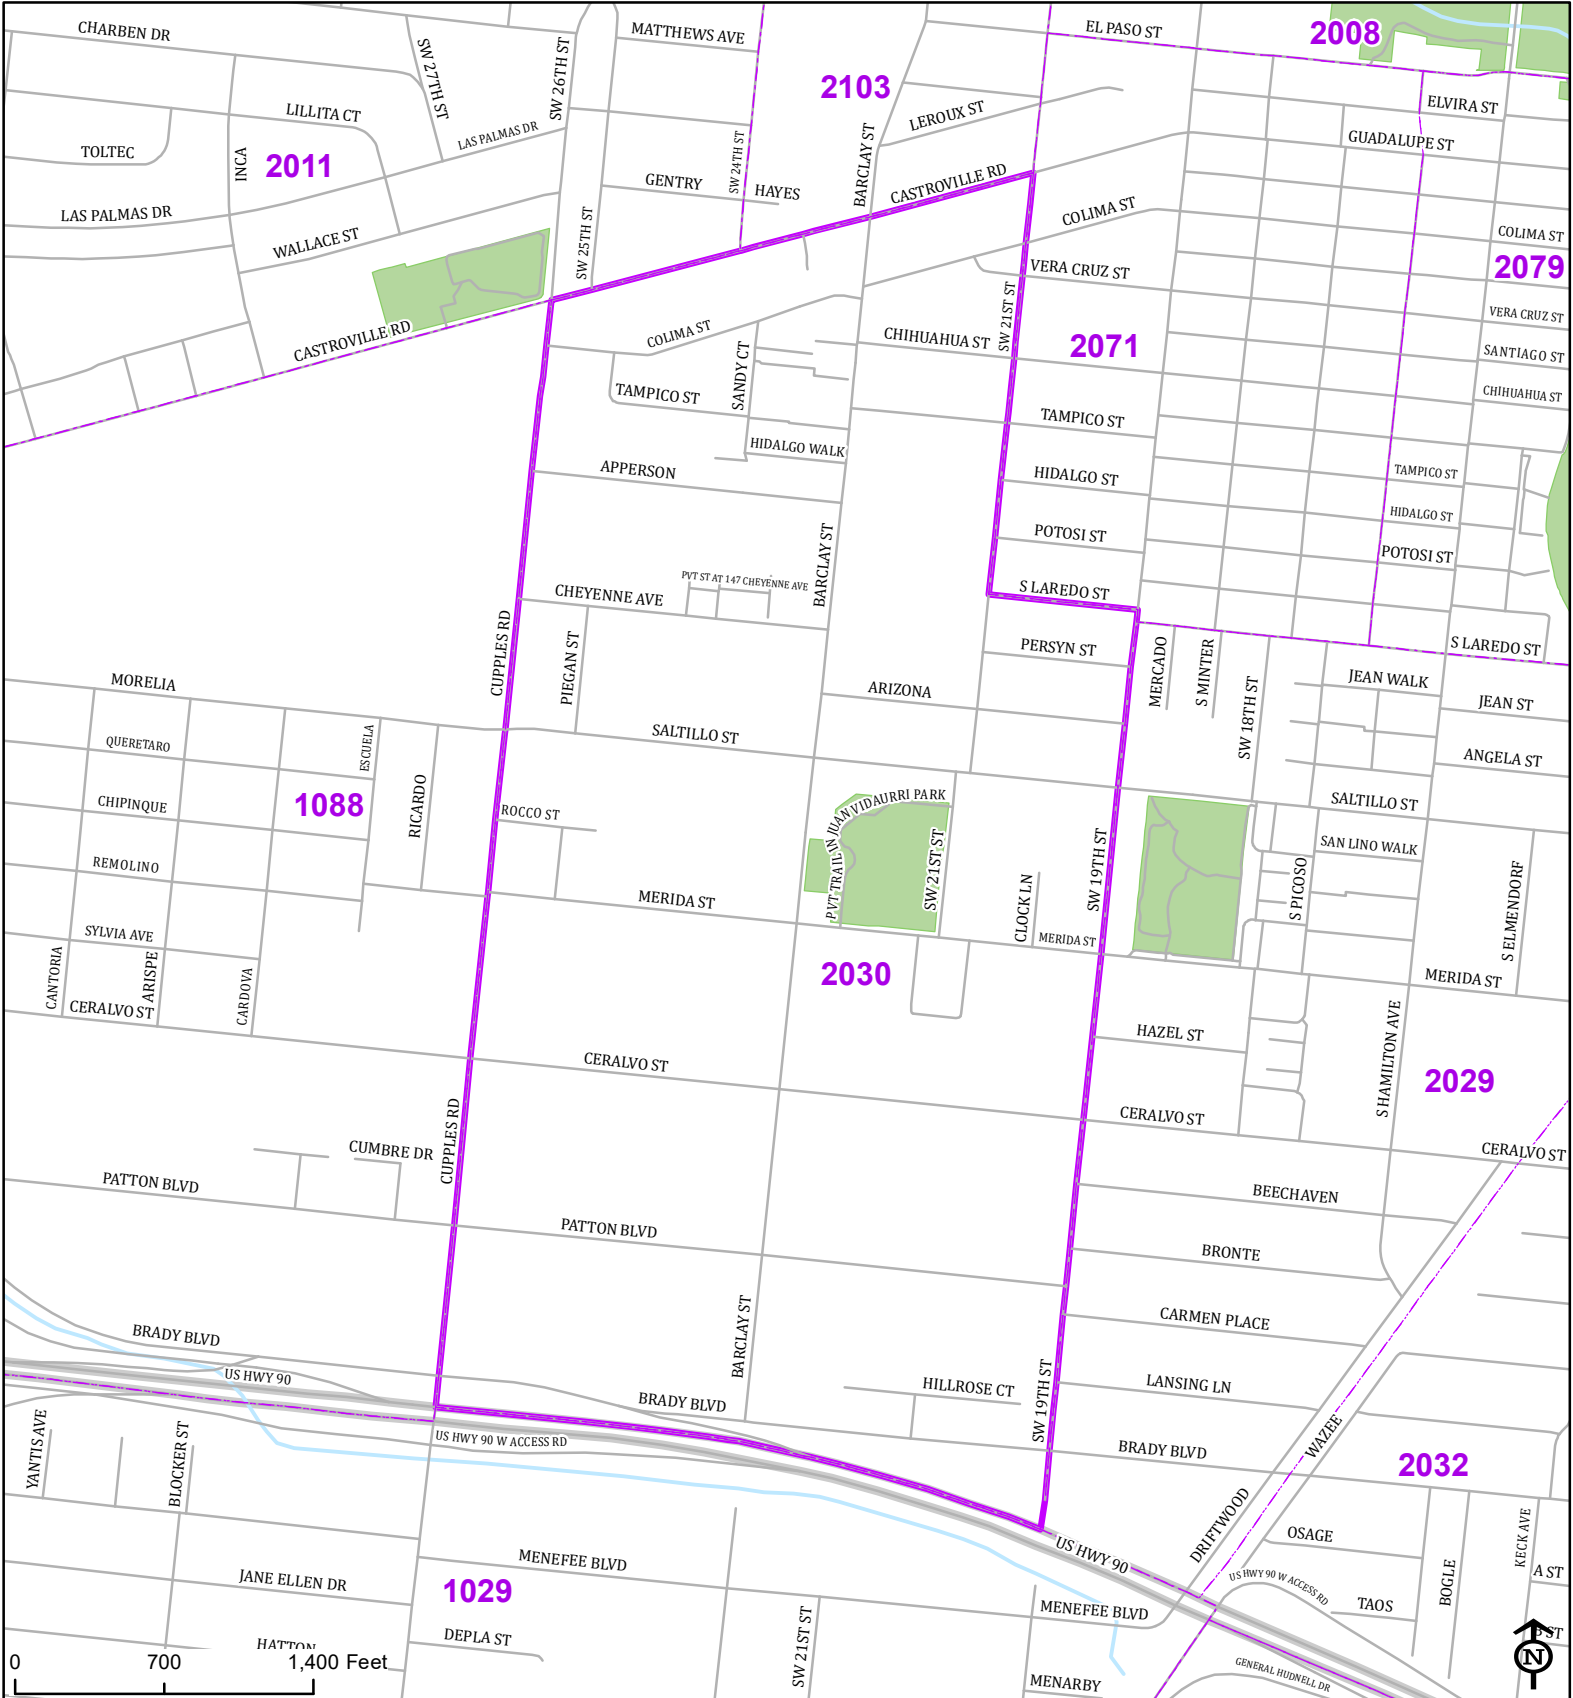 CHARBEN DR
SW 27TH ST
SW 26TH ST
MATTHEWS AVE
2103
EL PASO ST
2008
LILLITA CT
LAS PALMAS DR
SW 24TH ST
BARCLAY ST
LEROUX ST
ELVIRA ST
GUADALUPE ST
TOLTEC
INCA
2011
GENTRY
HAYES
CASTROVILLE RD
LAS PALMAS DR
WALLACE ST
SW 25TH ST
COLIMA ST
COLIMA ST
VERA CRUZ ST
2079
CASTROVILLE RD
COLIMA ST
SW 21ST ST
CHIHUAHUA ST
2071
VERA CRUZ ST
SANTIAGO ST
CHIHUAHUA ST
SANDY CT
TAMPICO ST
TAMPICO ST
HIDALGO WALK
APPERSON
HIDALGO ST
TAMPICO ST
HIDALGO ST
POTOSI ST
POTOSI ST
BARCLAY ST
PVT ST AT 147 CHEYENNE AVE
CHEYENNE AVE
S LAREDO ST
CUPPLES RD
PIEGAN ST
PERSYN ST
MERCADO
S MINTER
S LAREDO ST
MORELIA
ARIZONA
JEAN WALK
JEAN ST
SALTILLO ST
SW 18TH ST
ANGELA ST
QUERETARO
ESCUELA
CHIPINQUE
1088
RICARDO
ROCCO ST
PVT TRAIL IN JUAN VIDAURRI PARK
SALTILLO ST
SAN LINO WALK
REMOLINO
MERIDA ST
SW 21ST ST
CLOCK LN
SW 19TH ST
S PICOSO
S ELMENDORF
MERIDA ST
SYLVIA AVE
CANTORIA
ARISPE
CARDOVA
2030
MERIDA ST
CERALVO ST
HAZEL ST
S HAMILTON AVE
2029
CERALVO ST
CERALVO ST
CERALVO ST
CUPPLES RD
CUMBRE DR
PATTON BLVD
BEECHAVEN
PATTON BLVD
BRONTE
BARCLAY ST
CARMEN PLACE
BRADY BLVD
US HWY 90
HILLROSE CT
SW 19TH ST
LANSING LN
BRADY BLVD
WAZEE
YANTIS AVE
BLOCKER ST
US HWY 90 W ACCESS RD
BRADY BLVD
2032
DRIFTWOOD
OSAGE
KECK AVE
US HWY 90
MENEFEE BLVD
JANE ELLEN DR
1029
US HWY 90 W ACCESS RD
BOGLE
A ST
TAOS
MENEFEE BLVD
SW 21ST ST
DEPLA ST
HATTON
B ST
GENERAL HUDNELL DR
MENARBY
0 700 1,400 Feet
N